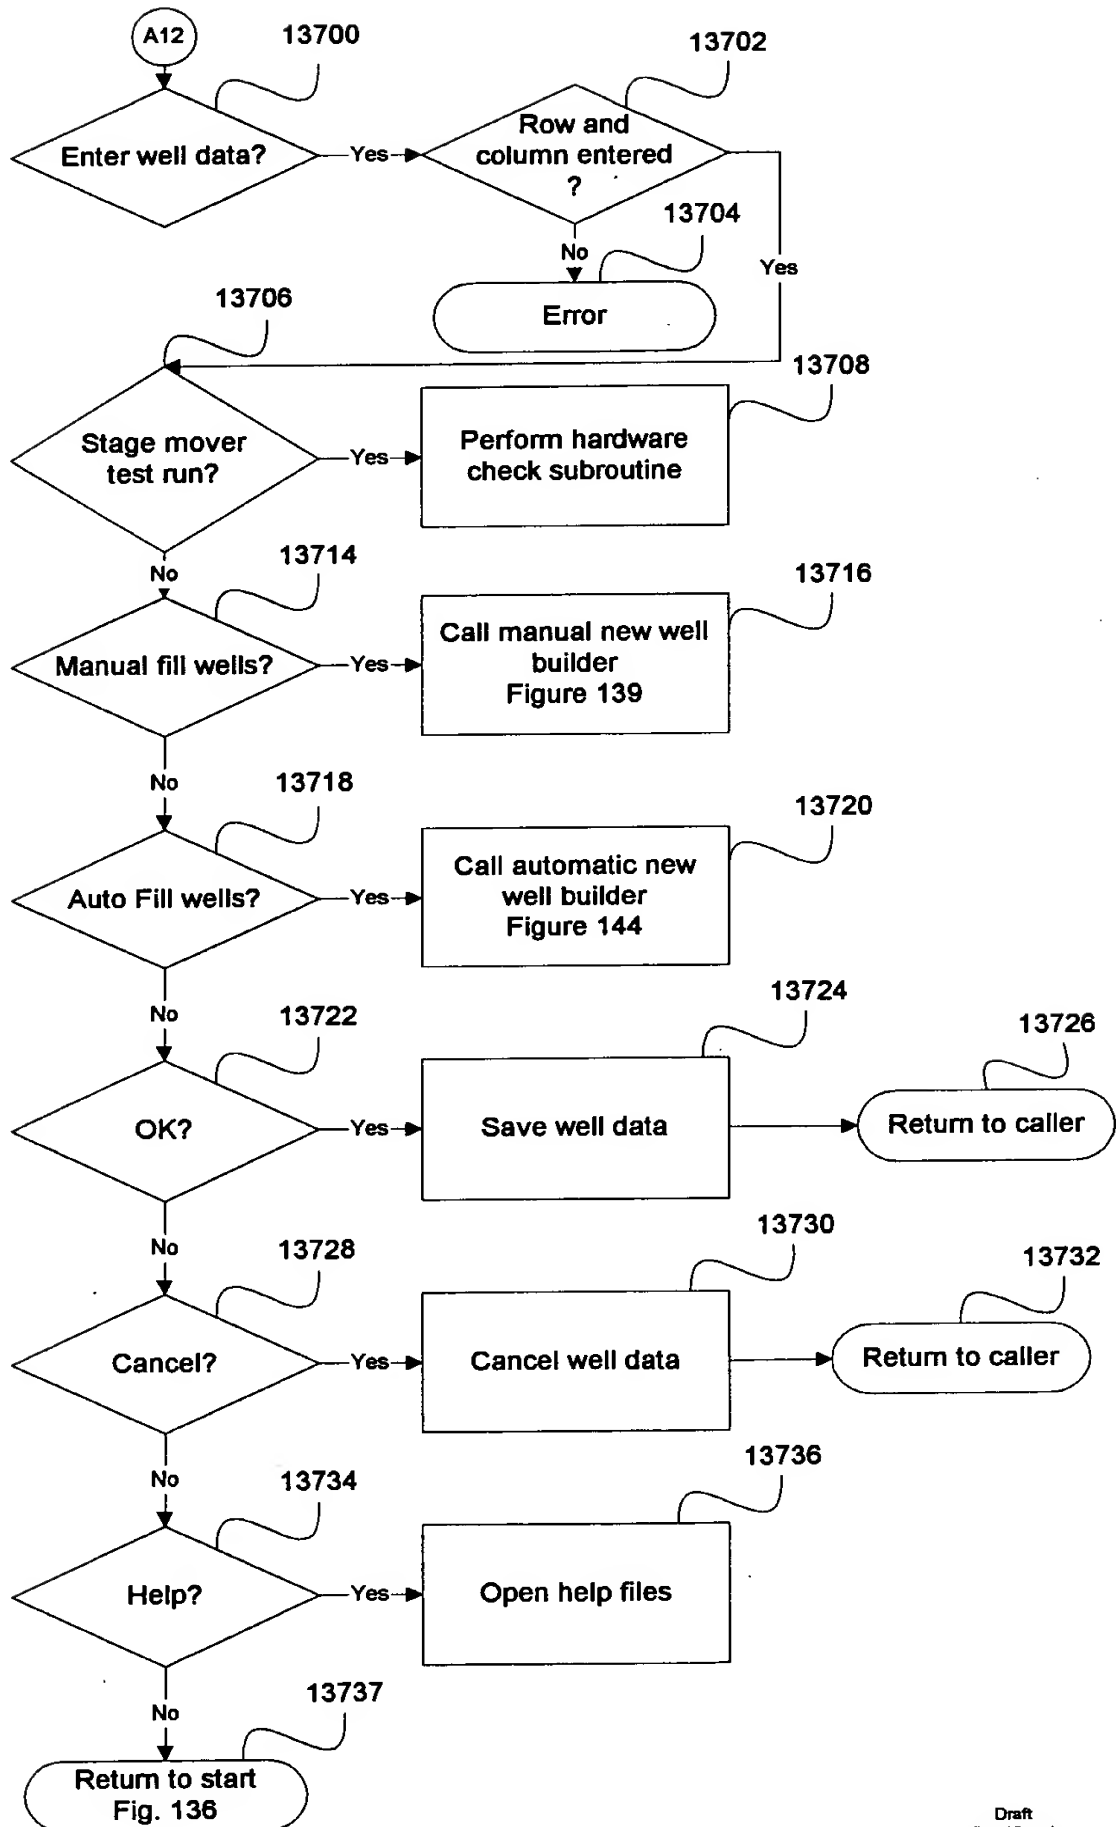 A12
13700
13702
Enter well data?
Yes
Row and
column entered
?
13704
No
Yes
Error
13706
13708
Stage mover
test run?
Yes
Perform hardware
check subroutine
No
13714
13716
Manual fill wells?
Yes
Call manual new well
builder
Figure 139
No
13718
13720
Auto Fill wells?
Yes
Call automatic new
well builder
Figure 144
No
13722
13724
13726
OK?
Yes
Save well data
Return to caller
No
13728
13730
13732
Cancel?
Yes
Cancel well data
Return to caller
No
13734
13736
Help?
Yes
Open help files
No
13737
Return to start
Fig. 136
Draft